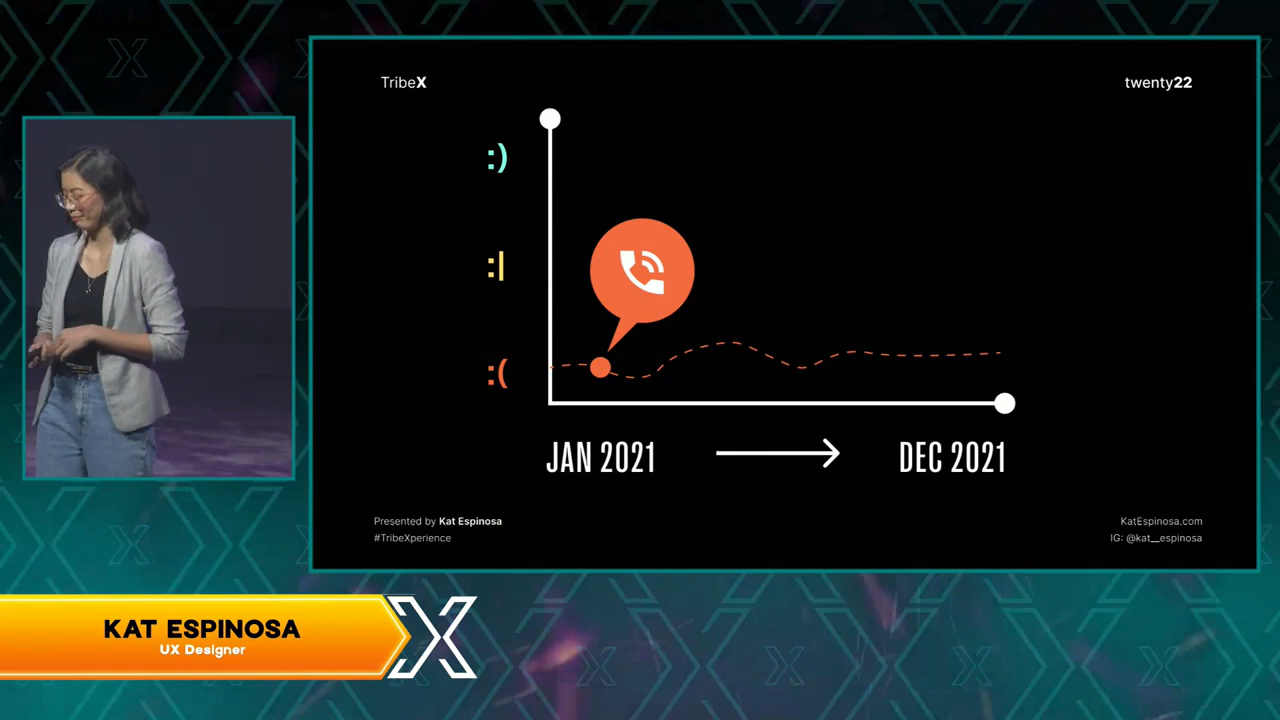 TribeX
twenty22
:)
:|
:(
JAN 2021
DEC 2021
Presented by Kat Espinosa
#TribeXperience
KatEspinosa.com
IG: @kat__espinosa
KAT ESPINOSA
UX Designer
X